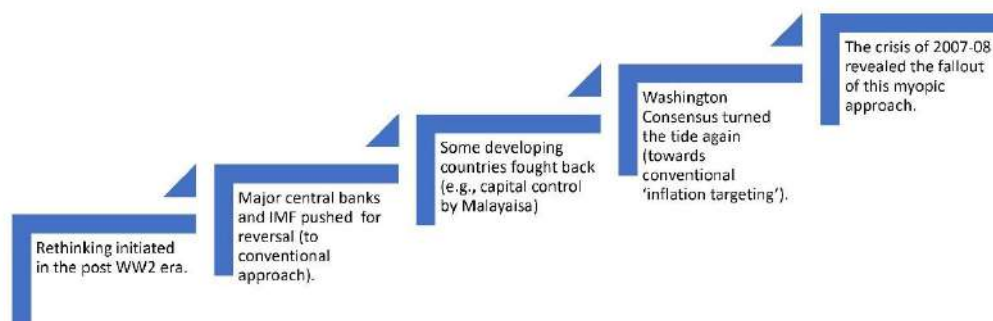 Rethinking initiated
in the post WW2 era.
Major central banks
and IMF pushed for
reversal (to
conventional
approach).
Some developing
countries fought back
(e.g., capital control
by Malayaisa)
Washington
Consensus turned
the tide again
(towards
conventional
'inflation targeting').
The crisis of 2007-08
revealed the fallout
of this myopic
approach.